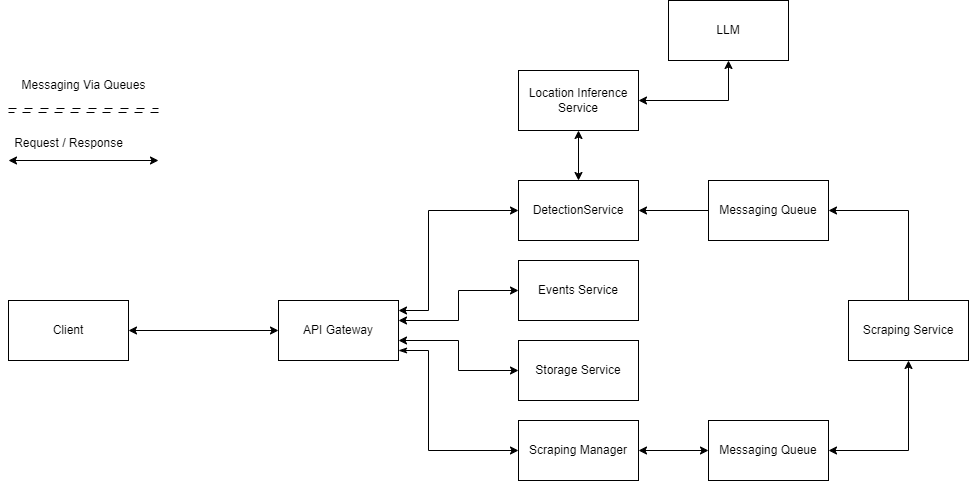 LLM
Messaging Via Queues
Location Inference
Service
Request / Response
DetectionService
Messaging Queue
Events Service
Client
API Gateway
Scraping Service
Storage Service
Scraping Manager
Messaging Queue